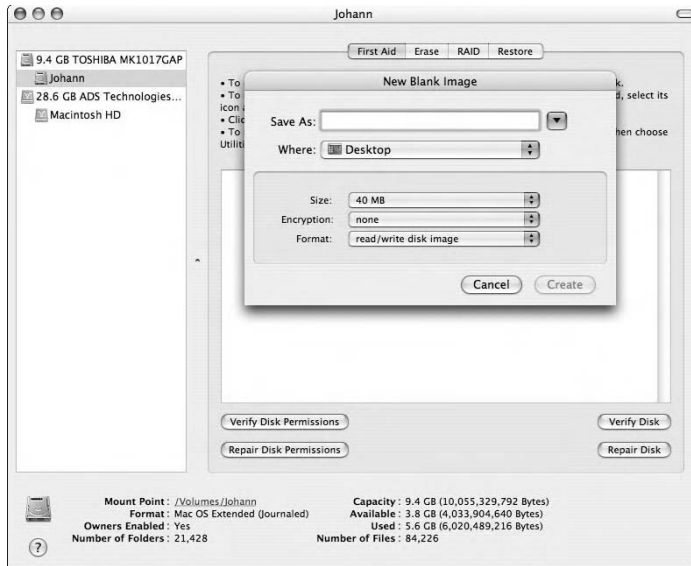 Johann
9.4 GB TOSHIBA MK1017GAP
Johann
28.6 GB ADS Technologies...
Macintosh HD
First Aid Erase RAID Restore
• To k.
• To d, select its
icon
• Clic
• To hen choose
Utiliti
New Blank Image
Save As:
Where: Desktop
Size: 40 MB
Encryption: none
Format: read/write disk image
Cancel Create
Verify Disk Permissions Verify Disk
Repair Disk Permissions Repair Disk
Mount Point : /Volumes/Johann
Format : Mac OS Extended (Journaled)
Owners Enabled : Yes
Number of Folders : 21,428
Capacity : 9.4 GB (10,055,329,792 Bytes)
Available : 3.8 GB (4,033,904,640 Bytes)
Used : 5.6 GB (6,020,489,216 Bytes)
Number of Files : 84,226
?